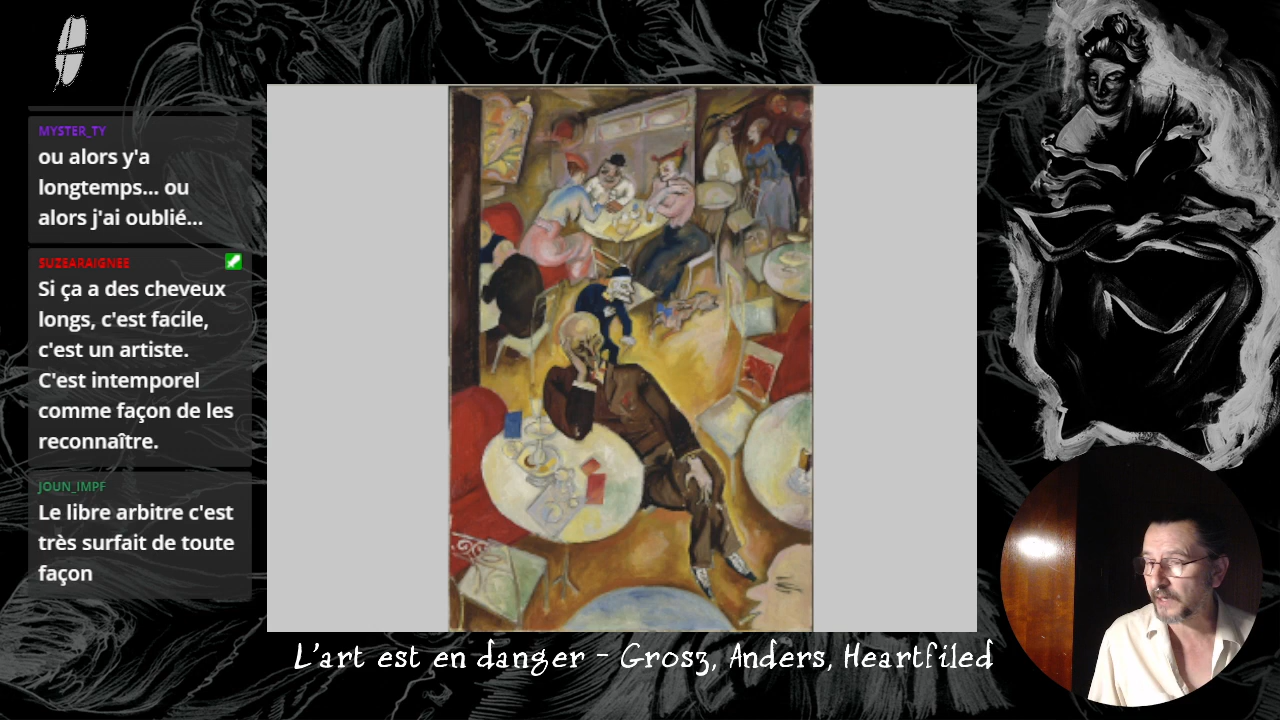 MYSTER_TY
ou alors y'a
longtemps... ou
alors j'ai oublié...
SUZEARAIGNEE
Si ça a des cheveux
longs, c'est facile,
c'est un artiste.
C'est intemporel
comme façon de les
reconnaître.
JOUN_IMPF
Le libre arbitre c'est
très surfait de toute
façon
L'art est en danger - Grosz, Anders, Heartfiled